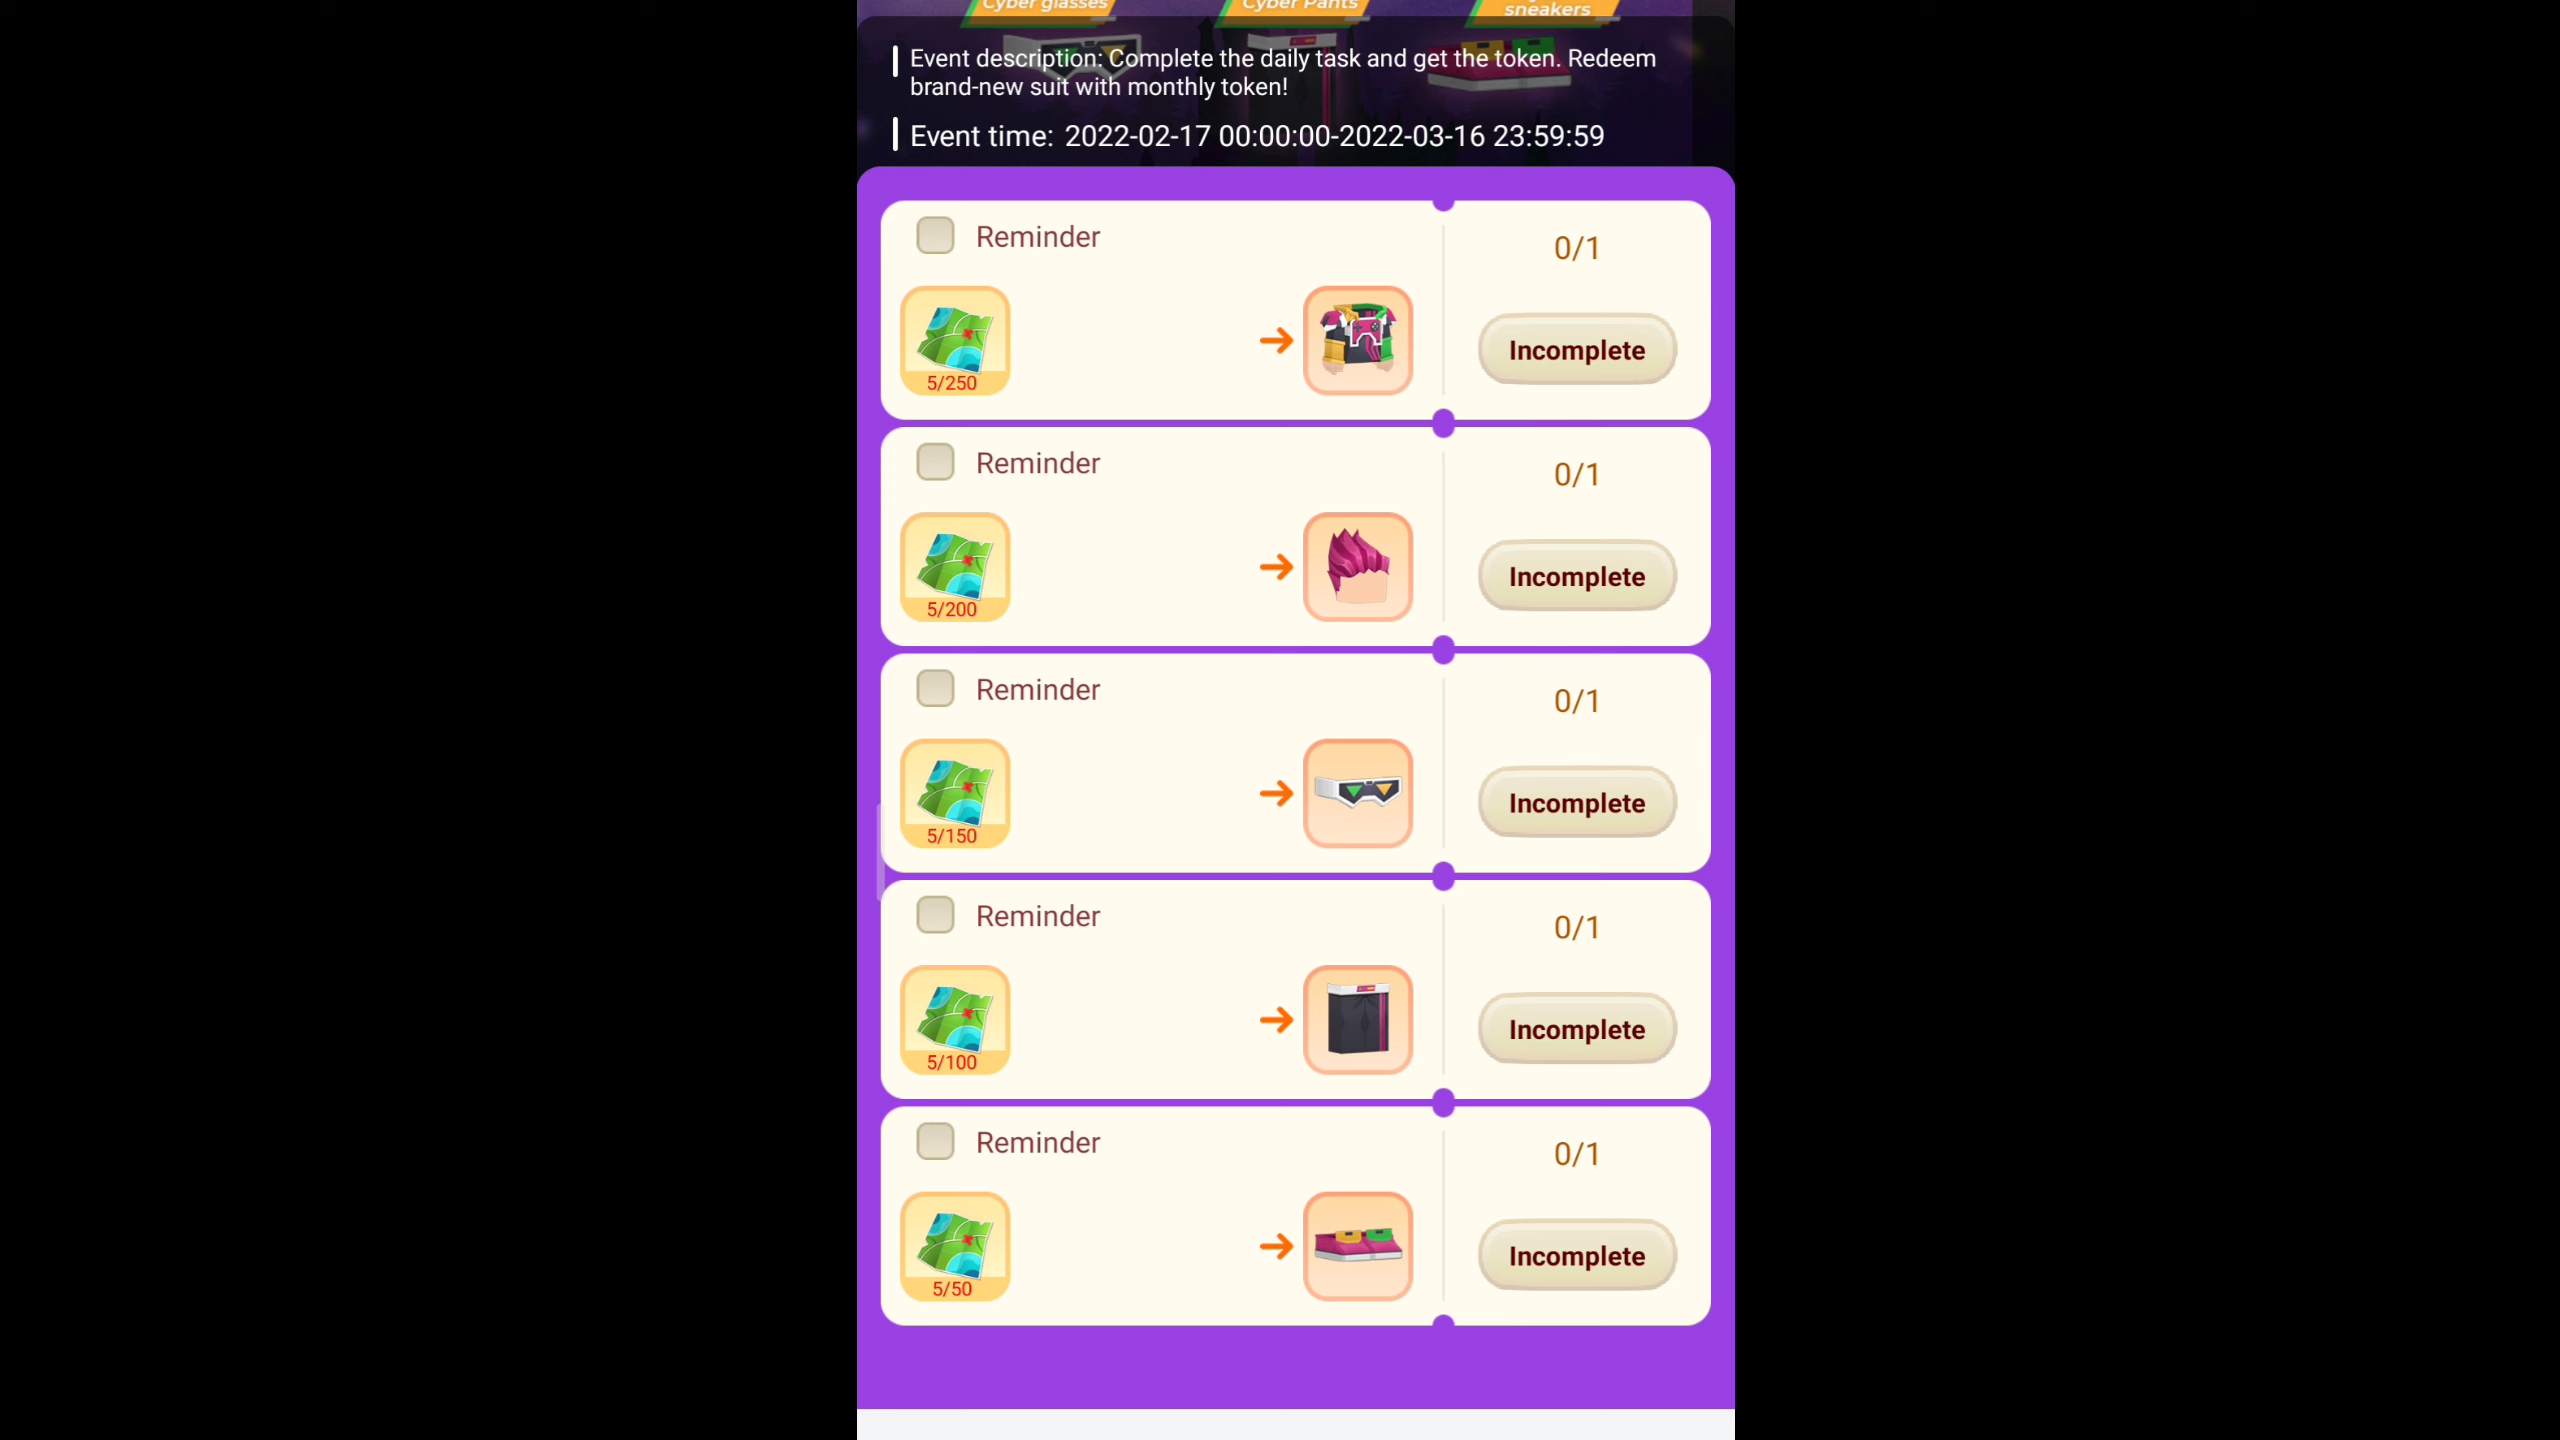 Cyber glasses
Cyber Pants
sneakers
Event description: Complete the daily task and get the token. Redeem
brand-new suit with monthly token!
Event time: 2022-02-17 00:00:00-2022-03-16 23:59:59
Reminder
0/1
5/250
Incomplete
Reminder
0/1
5/200
Incomplete
Reminder
0/1
5/150
Incomplete
Reminder
0/1
5/100
Incomplete
Reminder
0/1
5/50
Incomplete